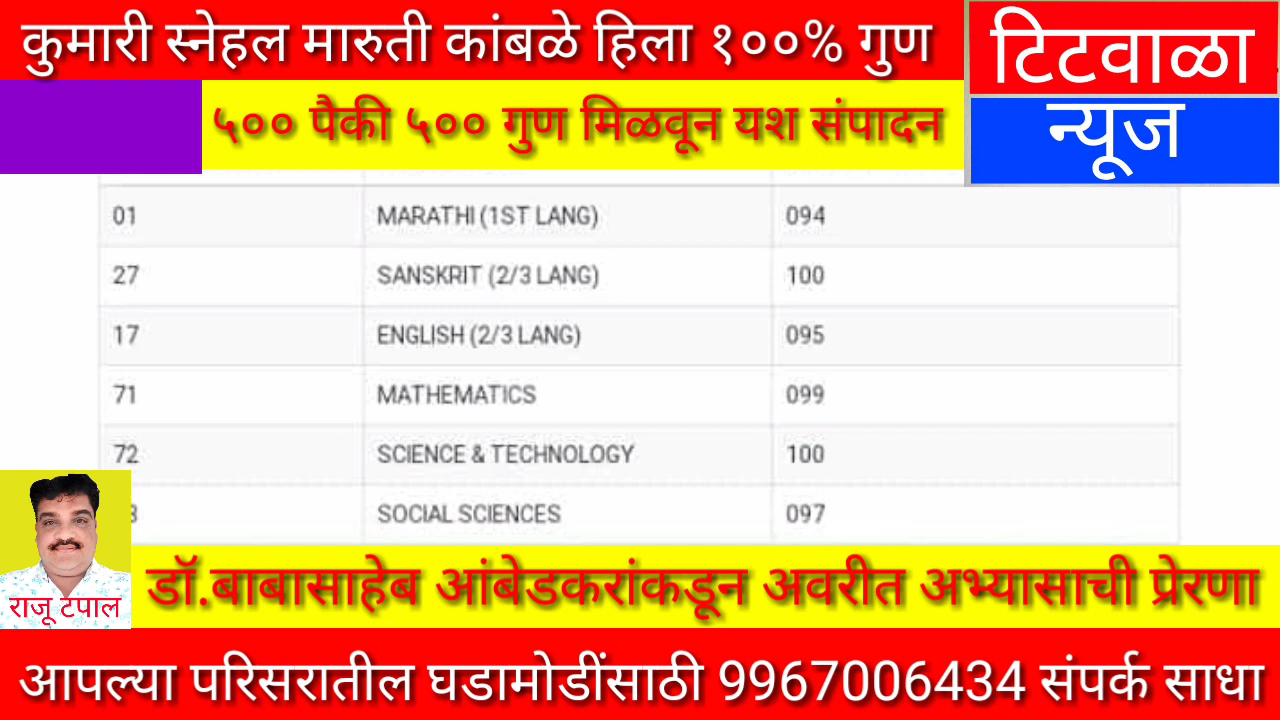 कुमारी स्नेहल मारुती कांबळे हिला १००% गुण
टिटवाळा
न्यूज
५०० पैकी ५०० गुण मिळवून यश संपादन
01 MARATHI (1ST LANG) 094
27 SANSKRIT (2/3 LANG) 100
17 ENGLISH (2/3 LANG) 095
71 MATHEMATICS 099
72 SCIENCE & TECHNOLOGY 100
SOCIAL SCIENCES 097
राजू टपाल
डॉ.बाबासाहेब आंबेडकरांकडून अवरीत अभ्यासाची प्रेरणा
आपल्या परिसरातील घडामोडींसाठी 9967006434 संपर्क साधा